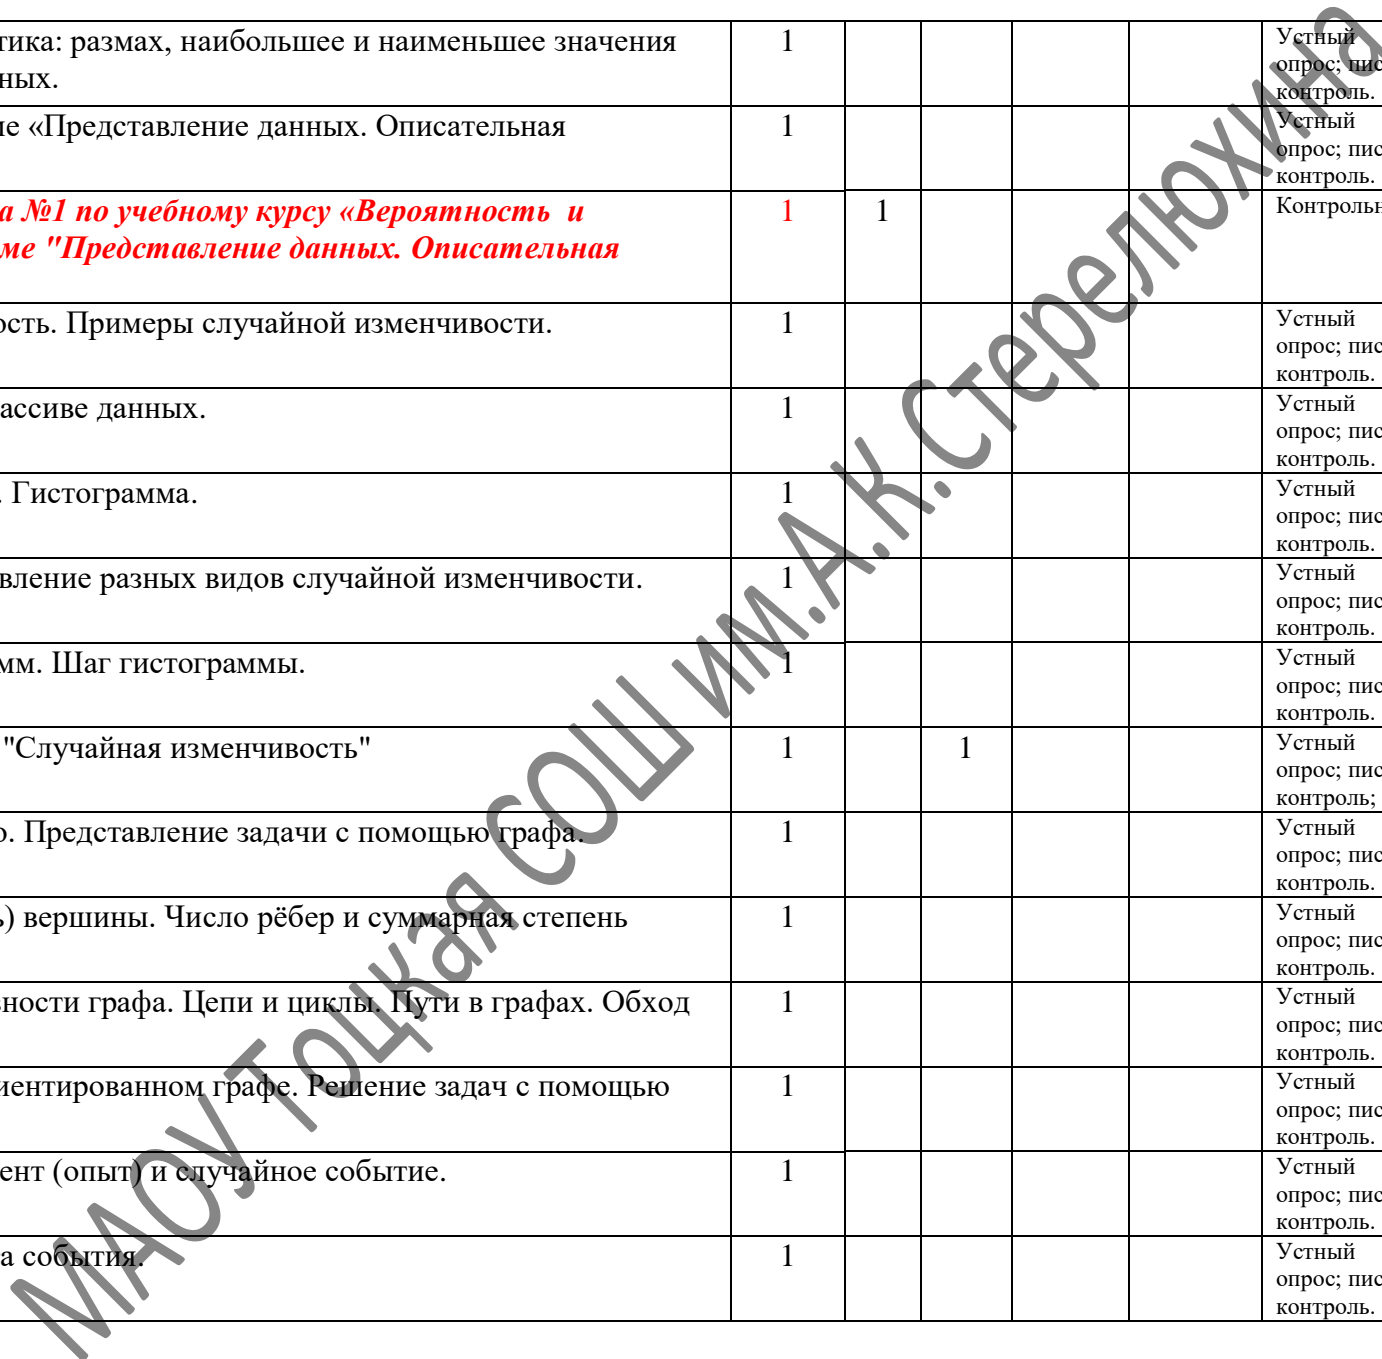 тика: размах, наибольшее и наименьшее значения 1 Устный
ных. опрос; пис
контроль.
ие «Представление данных. Описательная 1 Устный
опрос; пис
контроль.
а №1 по учебному курсу «Вероятность и 1 1 Контрольн
ме "Представление данных. Описательная
ость. Примеры случайной изменчивости. 1 Устный
опрос; пис
контроль.
ассиве данных. 1 Устный
опрос; пис
контроль.
. Гистограмма. 1 Устный
опрос; пис
контроль.
вление разных видов случайной изменчивости. 1 Устный
опрос; пис
контроль.
мм. Шаг гистограммы. 1 Устный
опрос; пис
контроль.
"Случайная изменчивость" 1 1 Устный
опрос; пис
контроль;
о. Представление задачи с помощью графа. 1 Устный
опрос; пис
контроль.
ь) вершины. Число рёбер и суммарная степень 1 Устный
опрос; пис
контроль.
вности графа. Цепи и циклы. Пути в графах. Обход 1 Устный
опрос; пис
контроль.
иентированном графе. Решение задач с помощью 1 Устный
опрос; пис
контроль.
ент (опыт) и случайное событие. 1 Устный
опрос; пис
контроль.
а события. 1 Устный
опрос; пис
контроль.
МАОУ Тоцкая СОШ им.А.К.Стерелюхина